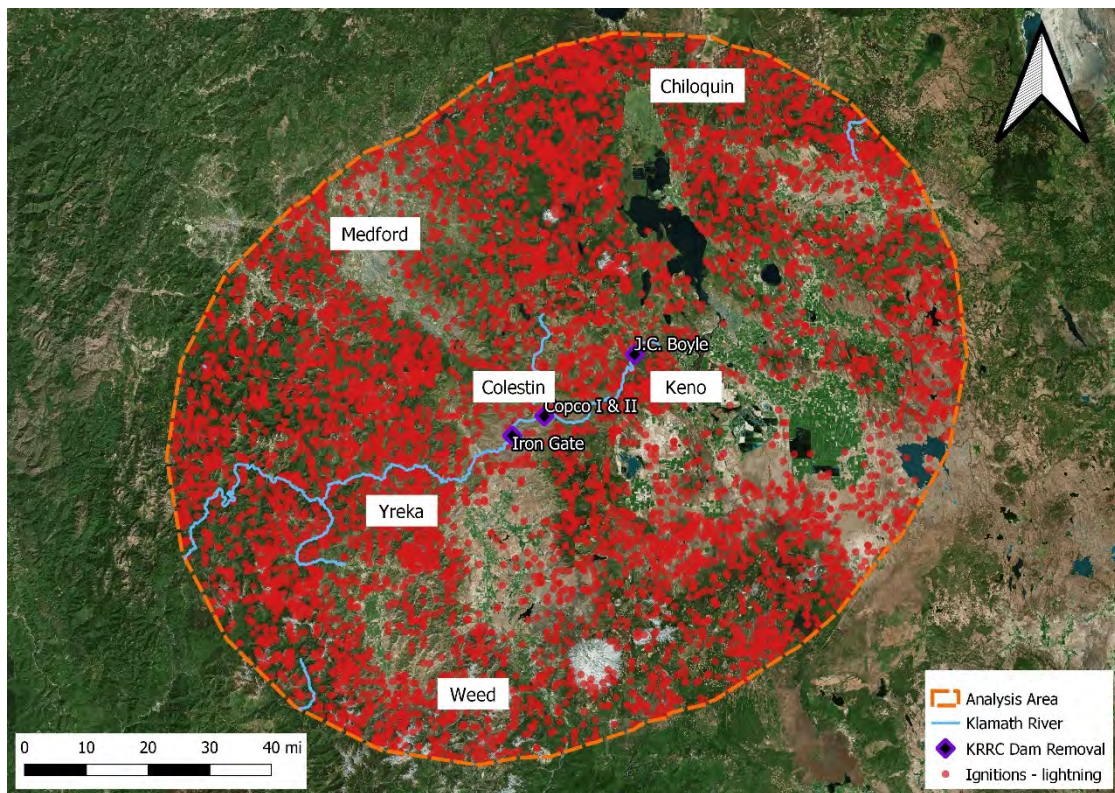 Chiloquin
Medford
J.C. Boyle
Colestin
Keno
Copco I & II
Iron Gate
Yreka
Weed
0 10 20 30 40 mi
Analysis Area
Klamath River
KRRC Dam Removal
Ignitions - lightning